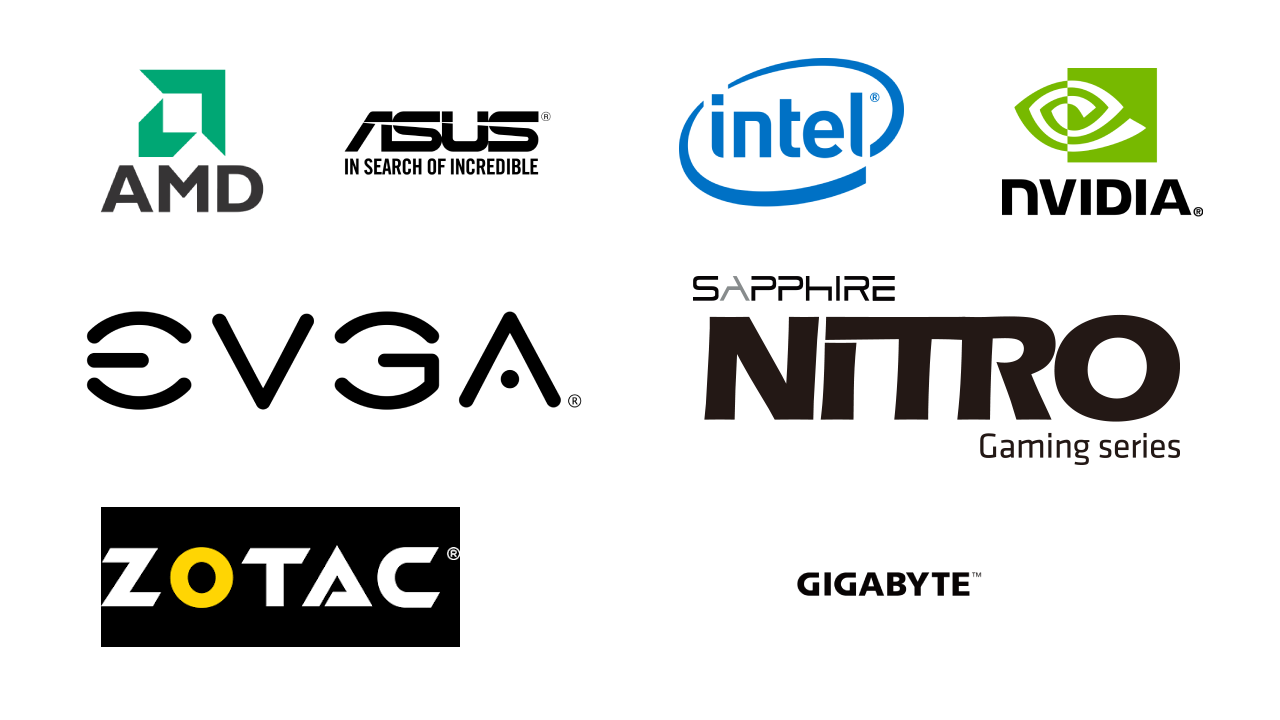 AMD
ASUS®
IN SEARCH OF INCREDIBLE
intel®
NVIDIA®
EVGA®
SAPPHIRE
NITRO
Gaming series
ZOTAC®
GIGABYTE™